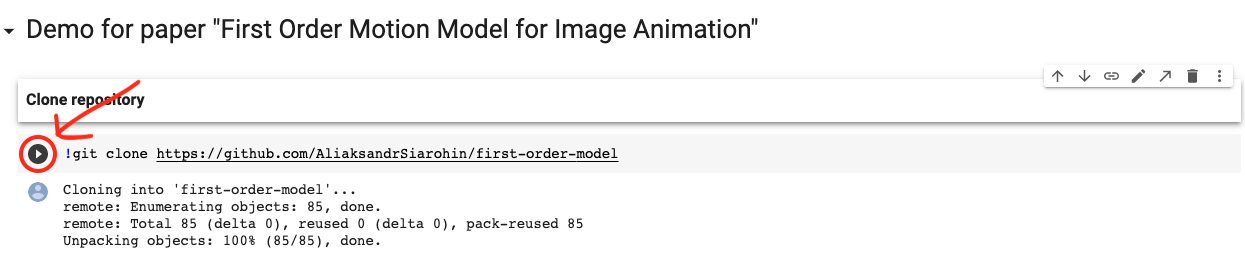 Demo for paper "First Order Motion Model for Image Animation"
Clone repository
!git clone https://github.com/AliaksandrSiarohin/first-order-model
Cloning into 'first-order-model'...
remote: Enumerating objects: 85, done.
remote: Total 85 (delta 0), reused 0 (delta 0), pack-reused 85
Unpacking objects: 100% (85/85), done.